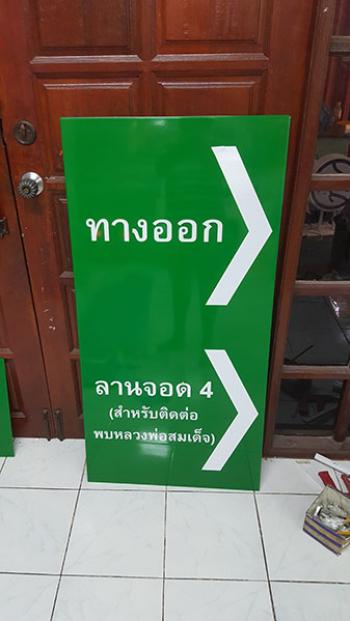 ทางออก
ลานจอด 4
(สำหรับติดต่อ
พบหลวงพ่อสมเด็จ)